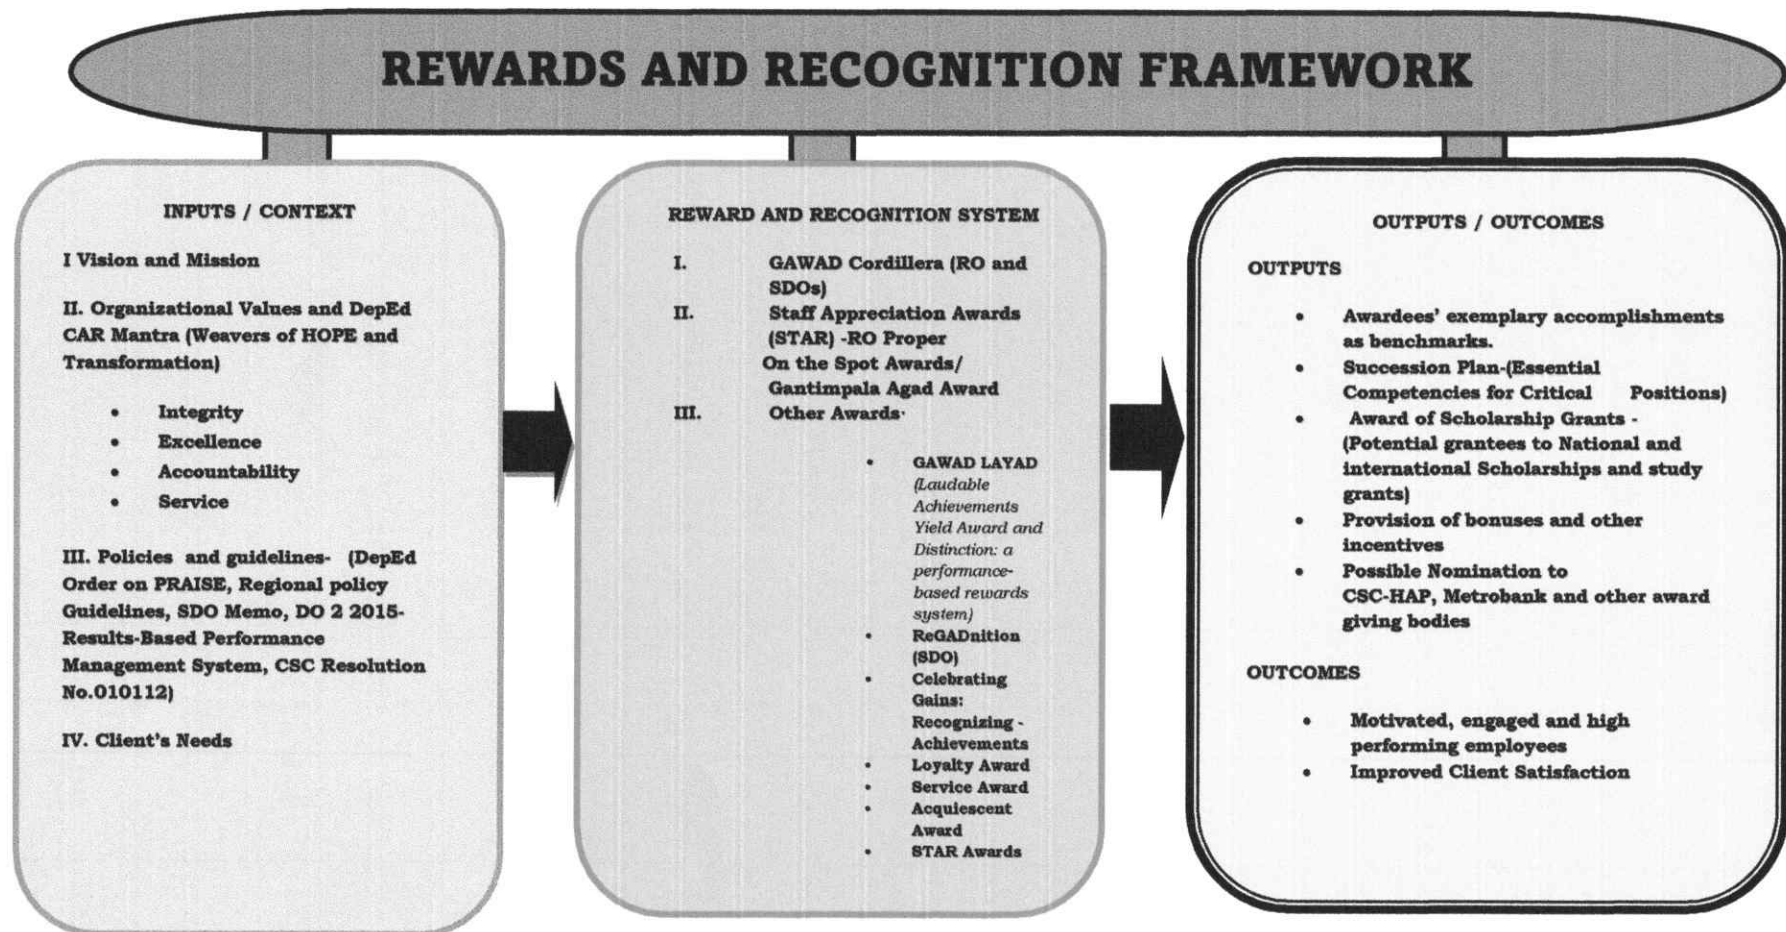 REWARDS AND RECOGNITION FRAMEWORK
INPUTS / CONTEXT
I Vision and Mission
II. Organizational Values and DepEd
CAR Mantra (Weavers of HOPE and
Transformation)
• Integrity
• Excellence
• Accountability
• Service
III. Policies and guidelines- (DepEd
Order on PRAISE, Regional policy
Guidelines, SDO Memo, DO 2 2015-
Results-Based Performance
Management System, CSC Resolution
No.010112)
IV. Client's Needs
REWARD AND RECOGNITION SYSTEM
I. GAWAD Cordillera (RO and
SDOs)
II. Staff Appreciation Awards
(STAR) -RO Proper
On the Spot Awards/
Gantimpala Agad Award
III. Other Awards·
• GAWAD LAYAD
(Laudable
Achievements
Yield Award and
Distinction: a
performance-
based rewards
system)
• ReGADnition
(SDO)
• Celebrating
Gains:
Recognizing -
Achievements
• Loyalty Award
• Service Award
• Acquiescent
Award
• STAR Awards
OUTPUTS / OUTCOMES
OUTPUTS
• Awardees' exemplary accomplishments
as benchmarks.
• Succession Plan-(Essential
Competencies for Critical Positions)
• Award of Scholarship Grants -
(Potential grantees to National and
international Scholarships and study
grants)
• Provision of bonuses and other
incentives
• Possible Nomination to
CSC-HAP, Metrobank and other award
giving bodies
OUTCOMES
• Motivated, engaged and high
performing employees
• Improved Client Satisfaction